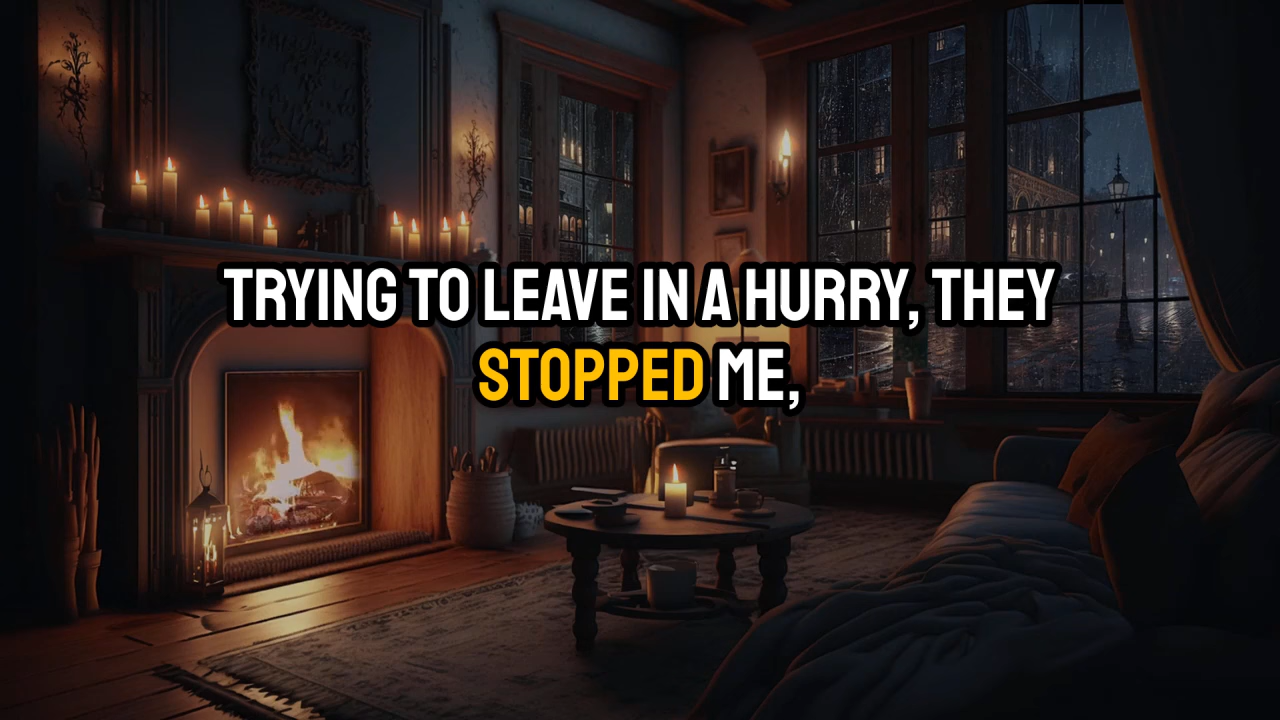 TRYING TO LEAVE IN A HURRY, THEY
STOPPED ME,